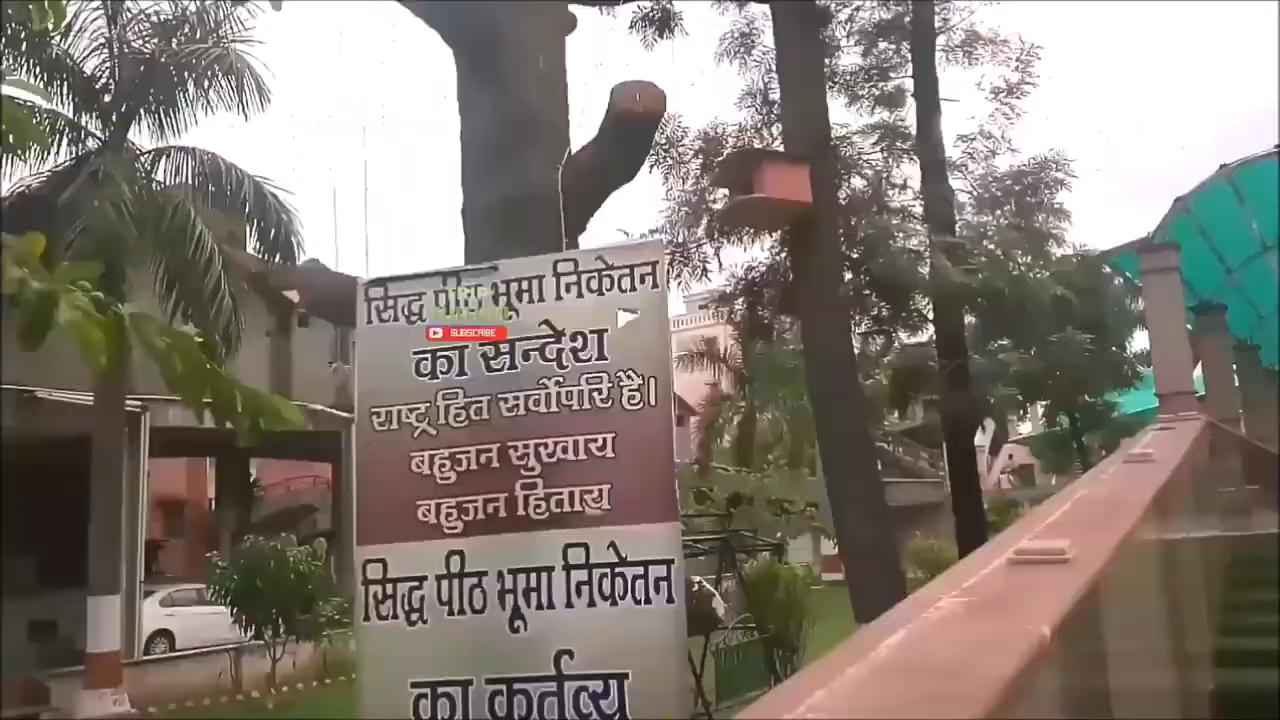 सिद्ध पीठ भूमा निकेतन
SUBSCRIBE
का सन्देश
राष्ट्र हित सर्वोपरि है।
बहुजन सुखाय
बहुजन हिताय
सिद्ध पीठ भूमा निकेतन
का कर्तव्य